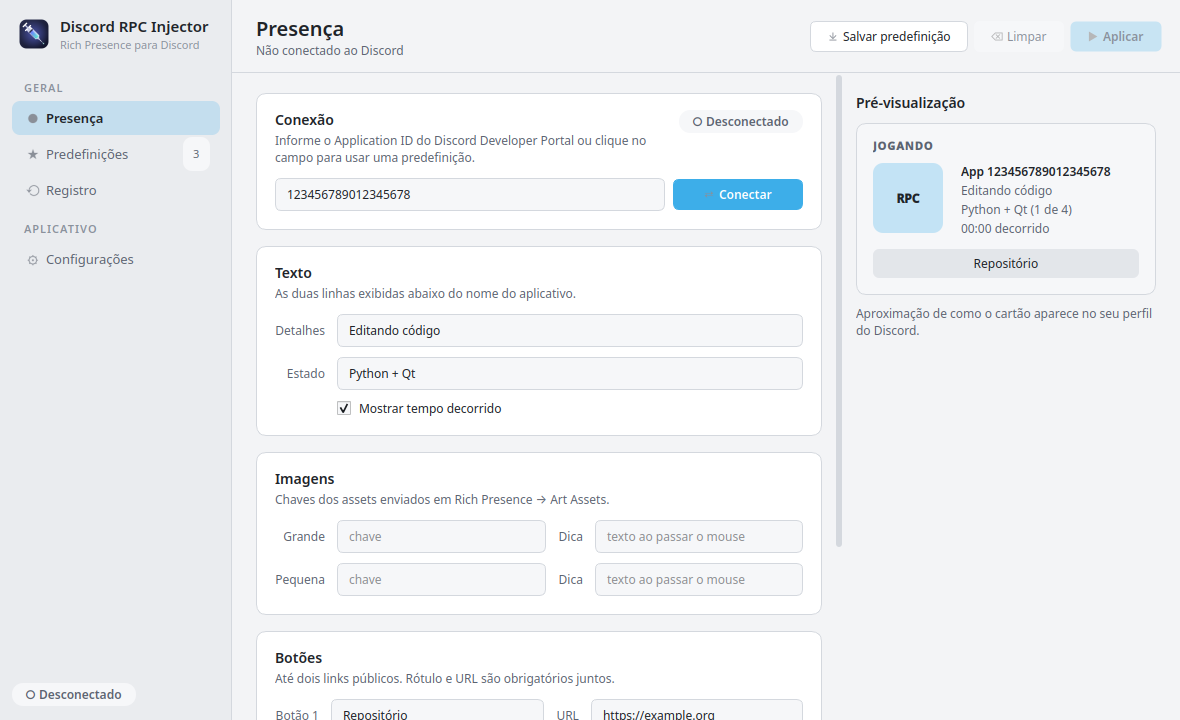 Discord RPC Injector
Rich Presence para Discord
GERAL
Presença
Predefinições 3
Registro
APLICATIVO
Configurações
Desconectado
Presença
Não conectado ao Discord
Salvar predefinição
Limpar
Aplicar
Conexão
Desconectado
Informe o Application ID do Discord Developer Portal ou clique no
campo para usar uma predefinição.
123456789012345678
Conectar
Texto
As duas linhas exibidas abaixo do nome do aplicativo.
Detalhes Editando código
Estado Python + Qt
Mostrar tempo decorrido
Imagens
Chaves dos assets enviados em Rich Presence → Art Assets.
Grande chave Dica texto ao passar o mouse
Pequena chave Dica texto ao passar o mouse
Botões
Até dois links públicos. Rótulo e URL são obrigatórios juntos.
Botão 1 Repositório URL https://example.org
Pré-visualização
JOGANDO
RPC
App 123456789012345678
Editando código
Python + Qt (1 de 4)
00:00 decorrido
Repositório
Aproximação de como o cartão aparece no seu perfil
do Discord.